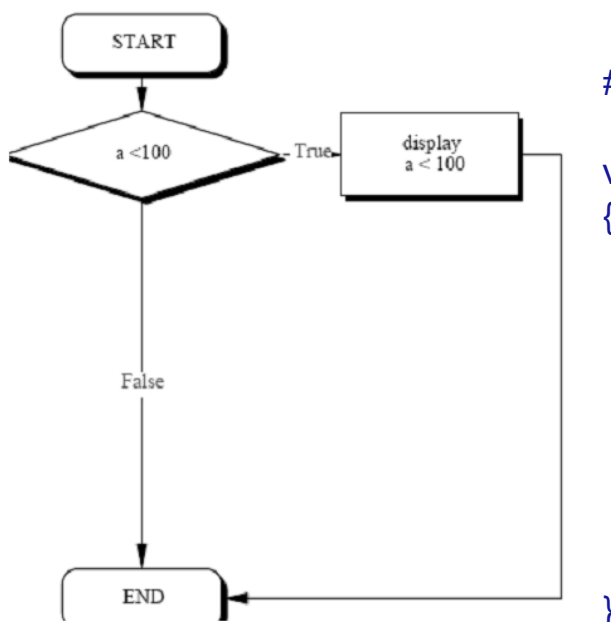 START
#
a <100
True
display
a < 100
v
{
False
END
}